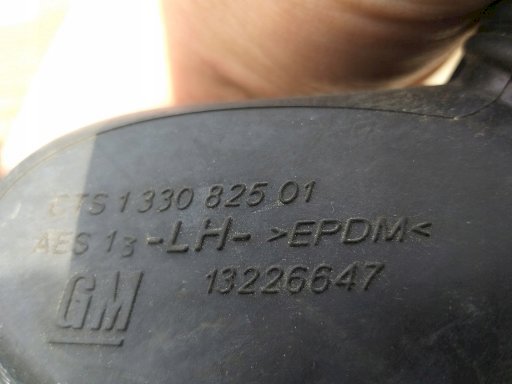 CTS 1 330 825 01
AES 13 -LH- >EPDM<
GM 13226647